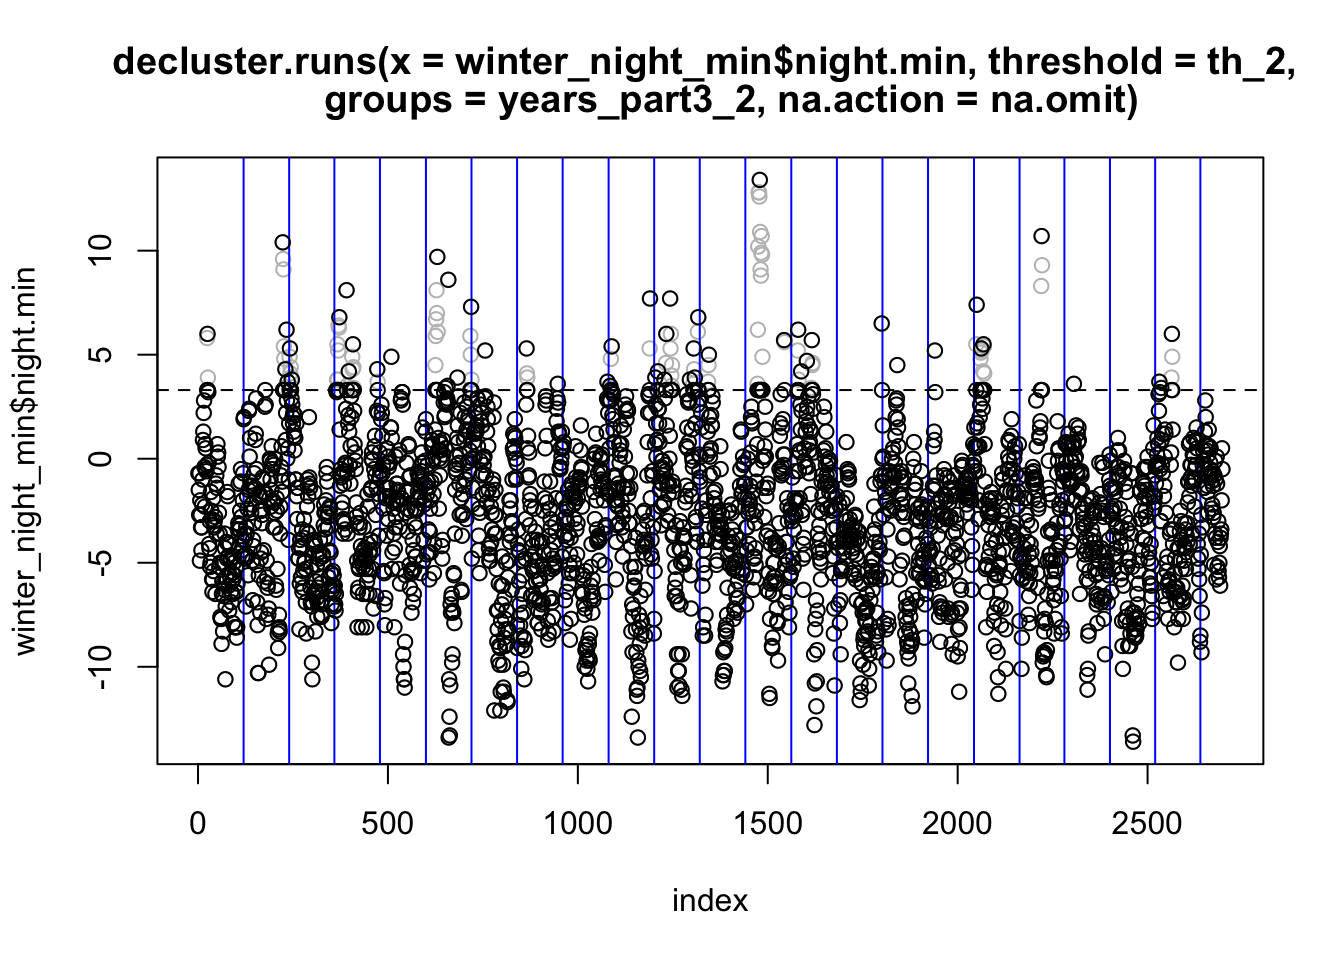 decluster.runs(x = winter_night_min$night.min, threshold = th_2,
groups = years_part3_2, na.action = na.omit)
winter_night_min$night.min
10
5
0
-5
-10
0 500 1000 1500 2000 2500
index